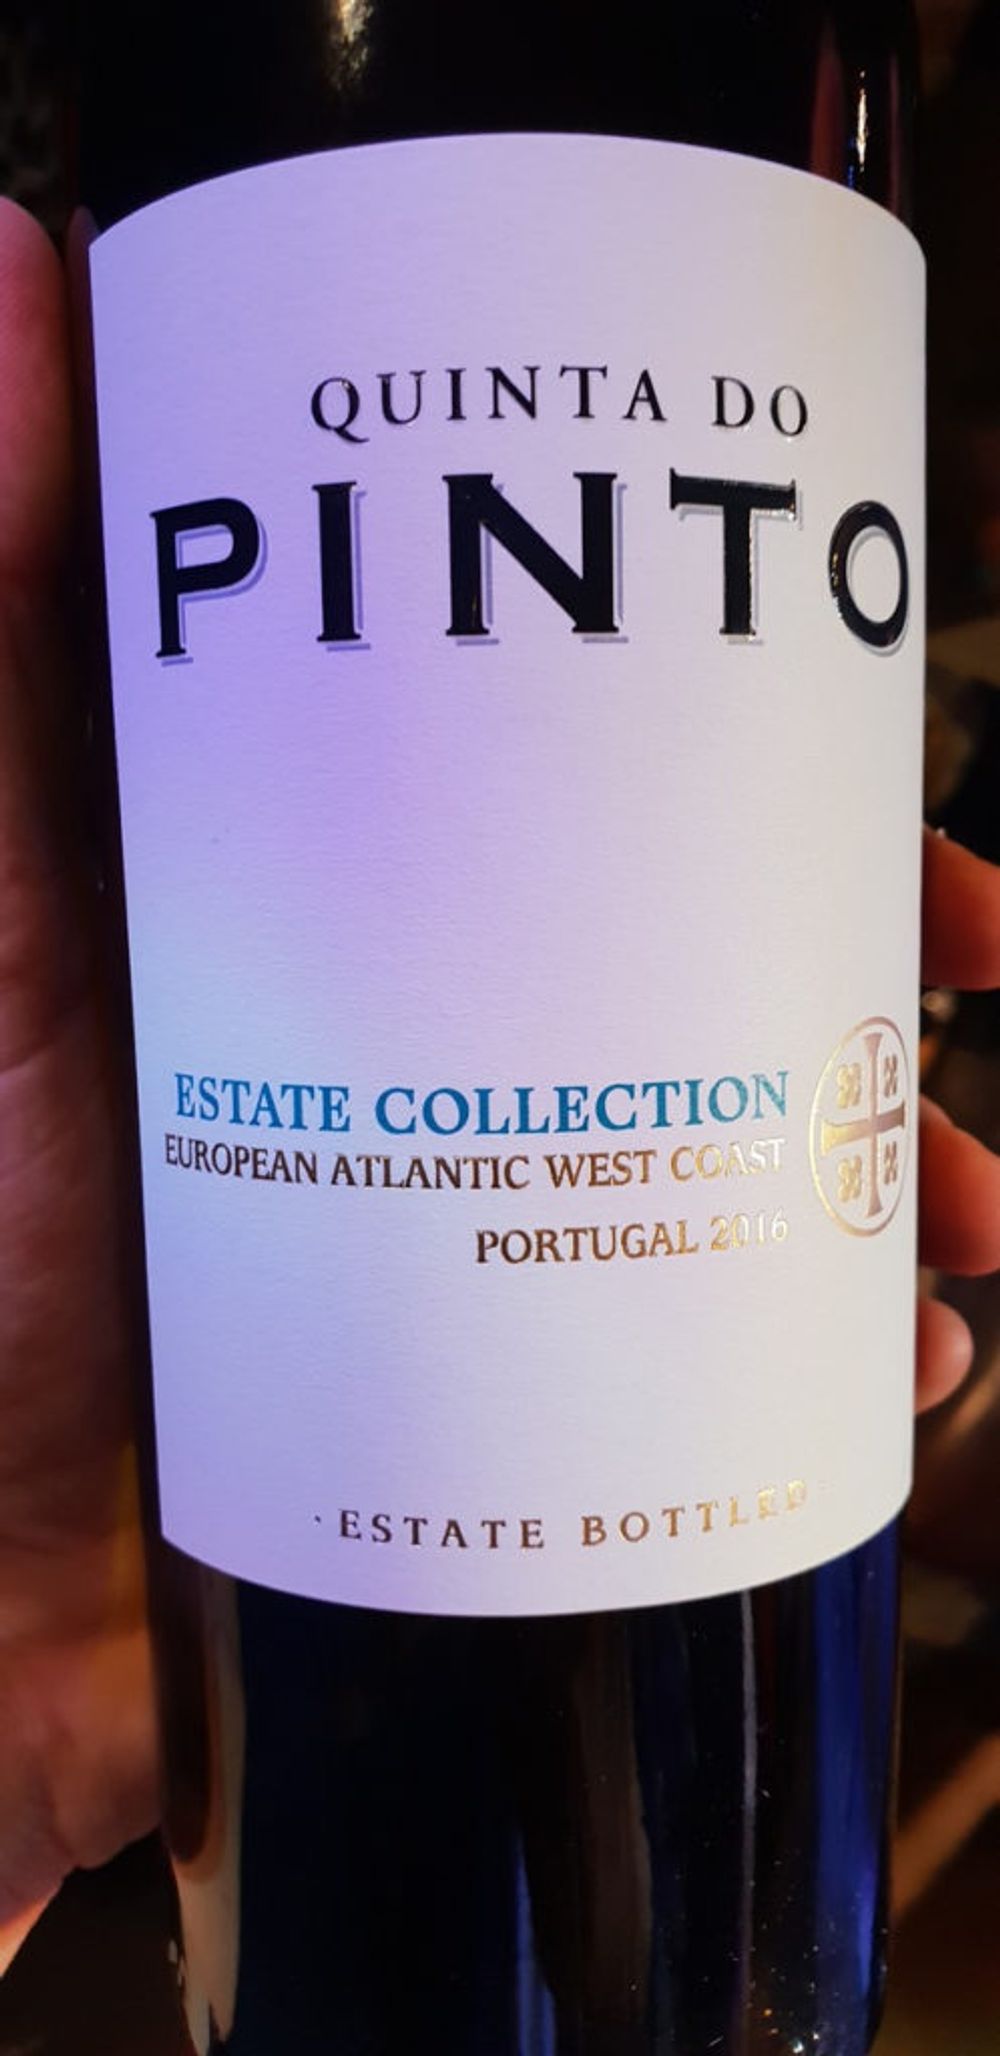 QUINTA DO
PINTO
ESTATE COLLECTION
EUROPEAN ATLANTIC WEST COAST
PORTUGAL 2016
· ESTATE BOTTLED ·